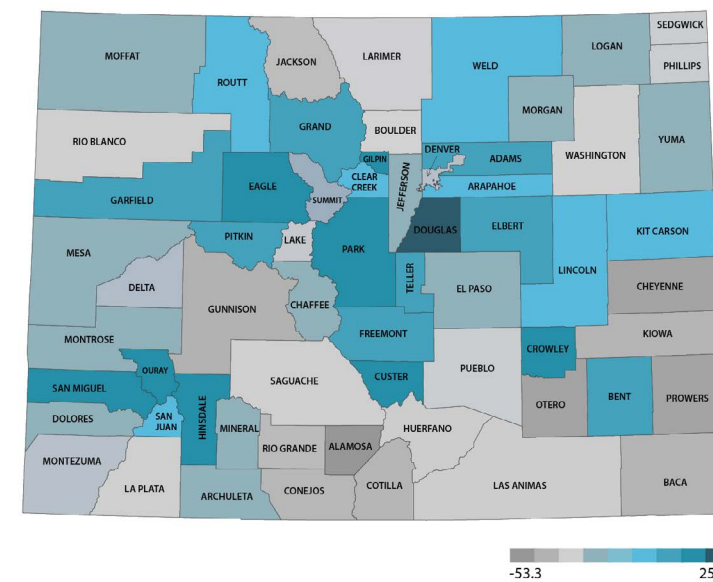 SEDGWICK
LOGAN
MOFFAT
LARIMER
JACKSON
WELD
PHILLIPS
ROUTT
MORGAN
GRAND
BOULDER
RIO BLANCO
YUMA
DENVER
WASHINGTON
GILPIN
ADAMS
CLEAR
CREEK
EAGLE
JEFFERSON
ARAPAHOE
GARFIELD
SUMMIT
ELBERT
DOUGLAS
KIT CARSON
PITKIN
LAKE
PARK
MESA
LINCOLN
TELLER
DELTA
EL PASO
CHEYENNE
CHAFFEE
GUNNISON
FREEMONT
KIOWA
MONTROSE
CROWLEY
OURAY
PUEBLO
CUSTER
SAGUACHE
SAN MIGUEL
BENT
PROWERS
OTERO
HINSDALE
SAN
JUAN
DOLORES
MINERAL
HUERFANO
RIO GRANDE
ALAMOSA
MONTEZUMA
BACA
LA PLATA
CONEJOS
COTILLA
LAS ANIMAS
ARCHULETA
-53.3
25